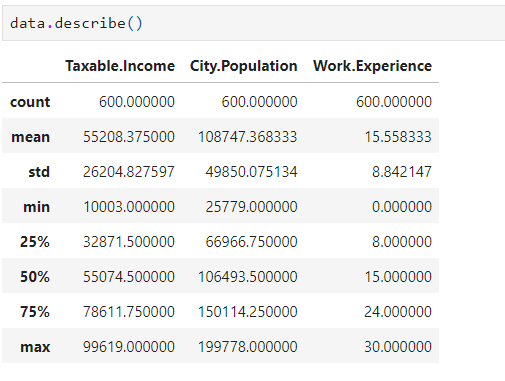 data.describe()
Taxable.Income City.Population Work.Experience
count 600.000000 600.000000 600.000000
mean 55208.375000 108747.368333 15.558333
std 26204.827597 49850.075134 8.842147
min 10003.000000 25779.000000 0.000000
25% 32871.500000 66966.750000 8.000000
50% 55074.500000 106493.500000 15.000000
75% 78611.750000 150114.250000 24.000000
max 99619.000000 199778.000000 30.000000